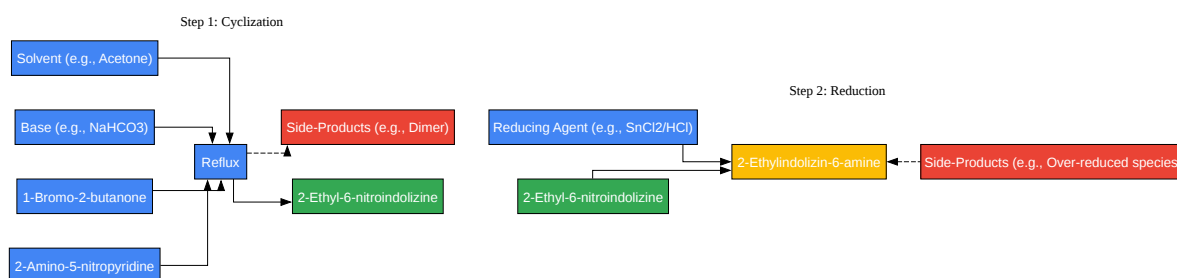 Step 1: Cyclization
Solvent (e.g., Acetone)
Base (e.g., NaHCO3)
Side-Products (e.g., Dimer)
Reflux
1-Bromo-2-butanone
2-Ethyl-6-nitroindolizine
2-Amino-5-nitropyridine
Step 2: Reduction
Reducing Agent (e.g., SnCl2/HCl)
2-Ethylindolizin-6-amine
Side-Products (e.g., Over-reduced species
2-Ethyl-6-nitroindolizine